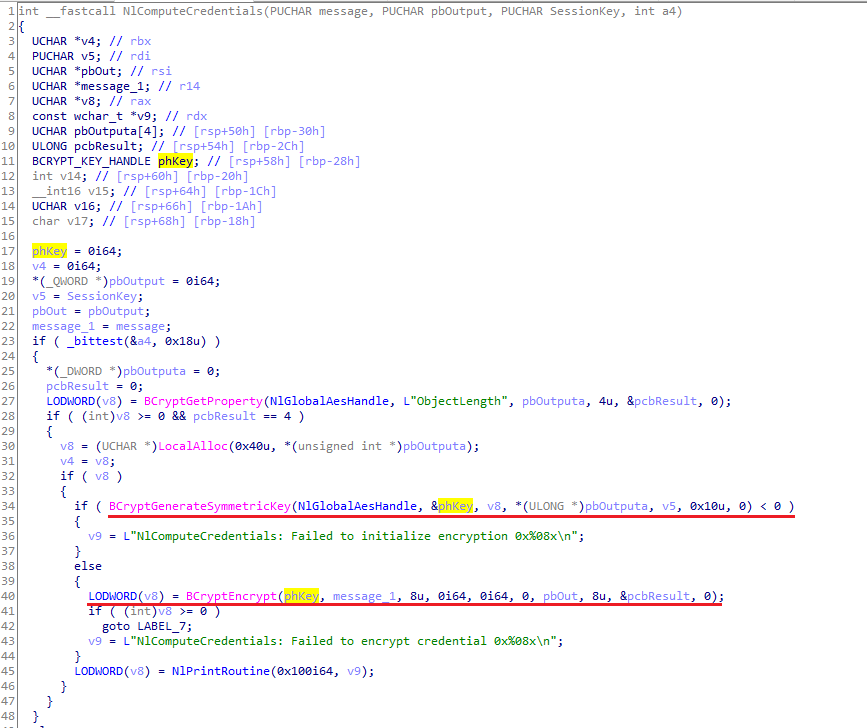 1 int __fastcall NlComputeCredentials(PUCHAR message, PUCHAR pbOutput, PUCHAR SessionKey, int a4)
2 {
3 UCHAR *v4; // rbx
4 PUCHAR v5; // rdi
5 UCHAR *pbOut; // rsi
6 UCHAR *message_1; // r14
7 UCHAR *v8; // rax
8 const wchar_t *v9; // rdx
9 UCHAR pbOutputa[4]; // [rsp+50h] [rbp-30h]
10 ULONG pcbResult; // [rsp+54h] [rbp-2Ch]
11 BCRYPT_KEY_HANDLE phKey; // [rsp+58h] [rbp-28h]
12 int v14; // [rsp+60h] [rbp-20h]
13 __int16 v15; // [rsp+64h] [rbp-1Ch]
14 UCHAR v16; // [rsp+66h] [rbp-1Ah]
15 char v17; // [rsp+68h] [rbp-18h]
16
17 phKey = 0i64;
18 v4 = 0i64;
19 *(_QWORD *)pbOutputa = 0i64;
20 v5 = SessionKey;
21 pbOut = pbOutput;
22 message_1 = message;
23 if ( _bittest(&a4, 0x18u) )
24 {
25 *(_DWORD *)pbOutputa = 0;
26 pcbResult = 0;
27 LODWORD(v8) = BCryptGetProperty(NlGlobalAesHandle, L"ObjectLength", pbOutputa, 4u, &pcbResult, 0);
28 if ( (int)v8 >= 0 && pcbResult == 4 )
29 {
30 v8 = (UCHAR *)LocalAlloc(0x40u, *(unsigned int *)pbOutputa);
31 v4 = v8;
32 if ( v8 )
33 {
34 if ( BCryptGenerateSymmetricKey(NlGlobalAesHandle, &phKey, v8, *(ULONG *)pbOutputa, v5, 0x10u, 0) < 0 )
35 {
36 v9 = L"NlComputeCredentials: Failed to initialize encryption 0x%08x\n";
37 }
38 else
39 {
40 LODWORD(v8) = BCryptEncrypt(phKey, message_1, 8u, 0i64, 0i64, 0, pbOut, 8u, &pcbResult, 0);
41 if ( (int)v8 >= 0 )
42 goto LABEL_7;
43 v9 = L"NlComputeCredentials: Failed to encrypt credential 0x%08x\n";
44 }
45 LODWORD(v8) = NlPrintRoutine(0x100i64, v9);
46 }
47 }
48 }